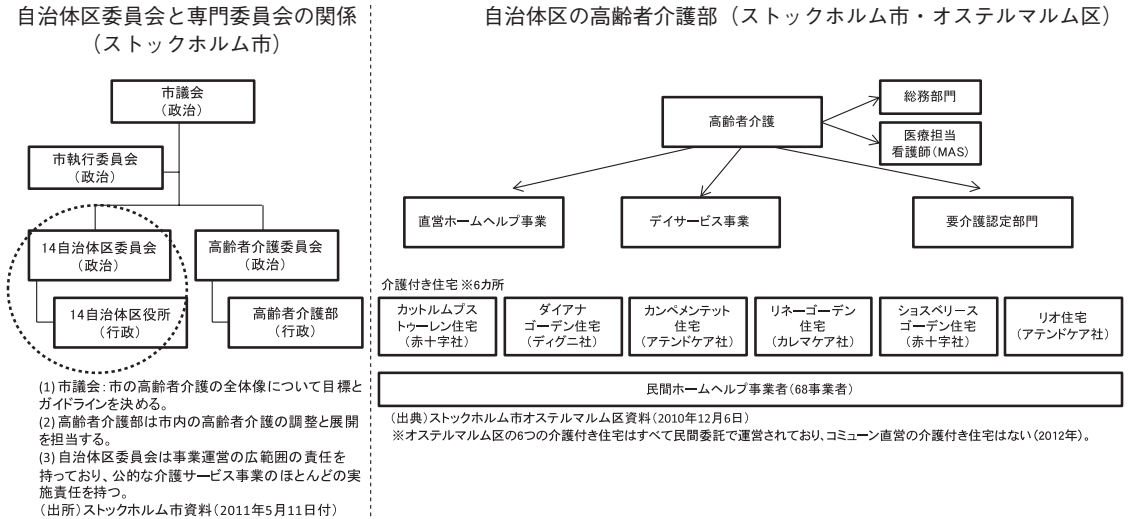 自治体区委員会と専門委員会の関係
（ストックホルム市）
市議会
（政治）
市執行委員会
（政治）
14自治体区委員会
（政治）
高齢者介護委員会
（政治）
14自治体区役所
（行政）
高齢者介護部
（行政）
(1) 市議会：市の高齢者介護の全体像について目標と
ガイドラインを決める。
(2) 高齢者介護部は市内の高齢者介護の調整と展開
を担当する。
(3) 自治体区委員会は事業運営の広範囲の責任を
持っており、公的な介護サービス事業のほとんどの実
施責任を持つ。
（出所）ストックホルム市資料（2011年5月11日付）
自治体区の高齢者介護部（ストックホルム市・オステルマルム区）
高齢者介護
総務部門
医療担当
看護師（MAS）
直営ホームヘルプ事業
デイサービス事業
要介護認定部門
介護付き住宅 ※6カ所
カットルムプス
トゥーレン住宅
（赤十字社）
ダイアナ
ゴーデン住宅
（ディグニ社）
カンペメンテット
住宅
（アテンドケア社）
リネーゴーデン
住宅
（カレマケア社）
ショスベリース
ゴーデン住宅
（赤十字社）
リオ住宅
（アテンドケア社）
民間ホームヘルプ事業者（68事業者）
（出典）ストックホルム市オステルマルム区資料（2010年12月6日）
※オステルマルム区の6つの介護付き住宅はすべて民間委託で運営されており、コミューン直営の介護付き住宅はない（2012年）。